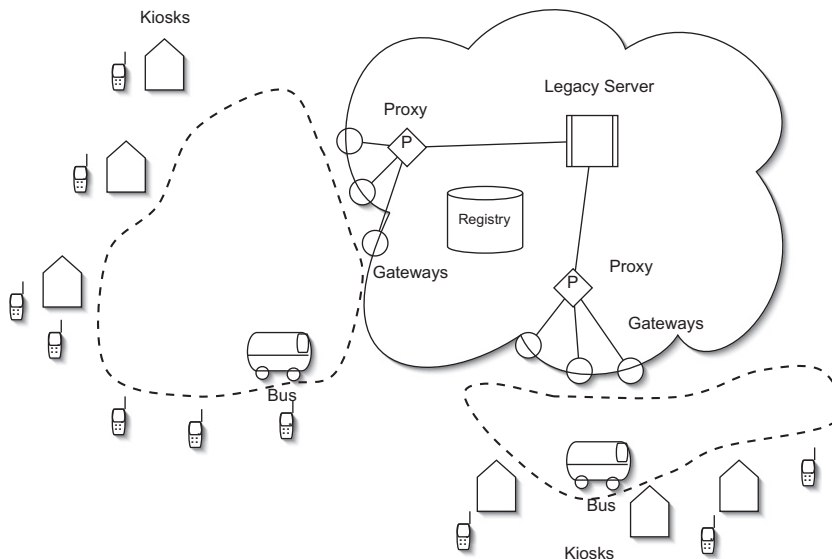 Kiosks
Legacy Server
Proxy
P
Registry
Gateways
Proxy
P
Gateways
Bus
Bus
Kiosks